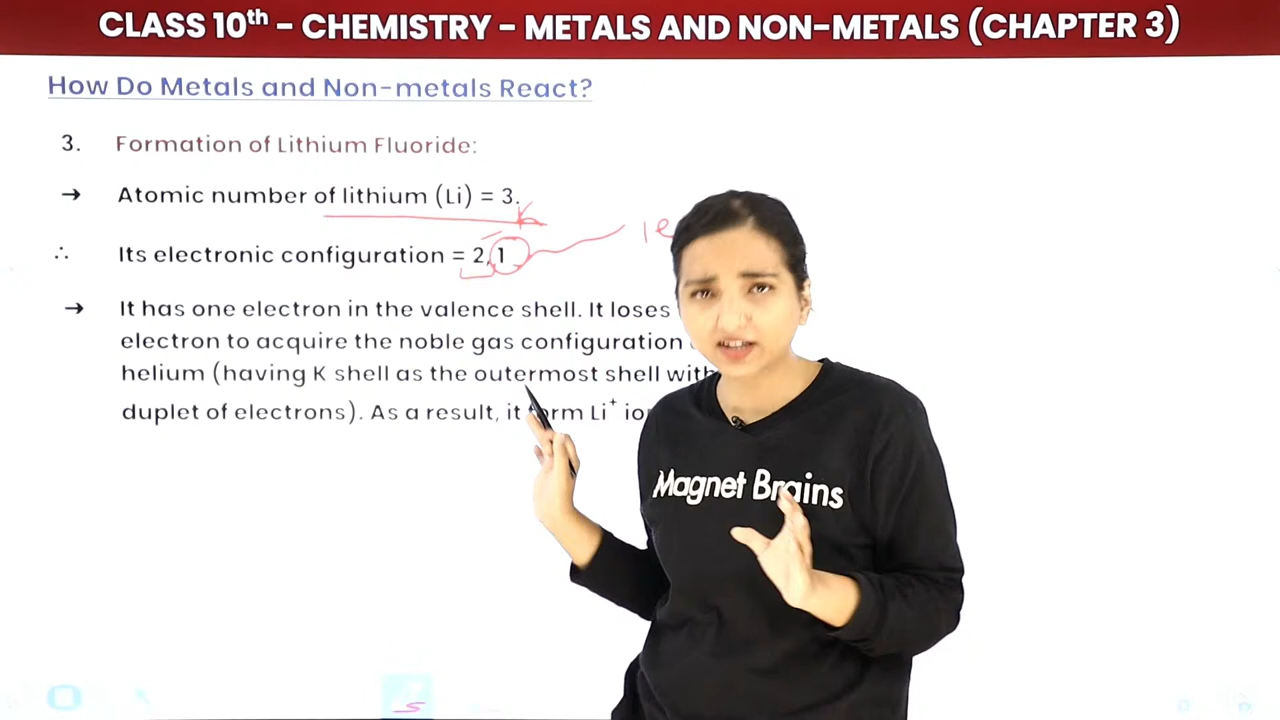 CLASS 10th - CHEMISTRY - METALS AND NON-METALS (CHAPTER 3)
How Do Metals and Non-metals React?
3. Formation of Lithium Fluoride:
→ Atomic number of lithium (Li) = 3.
K
∴ Its electronic configuration = 2,1
1e
→ It has one electron in the valence shell. It loses
electron to acquire the noble gas configuration
helium (having K shell as the outermost shell with
duplet of electrons). As a result, it form Li⁺
Magnet Brains